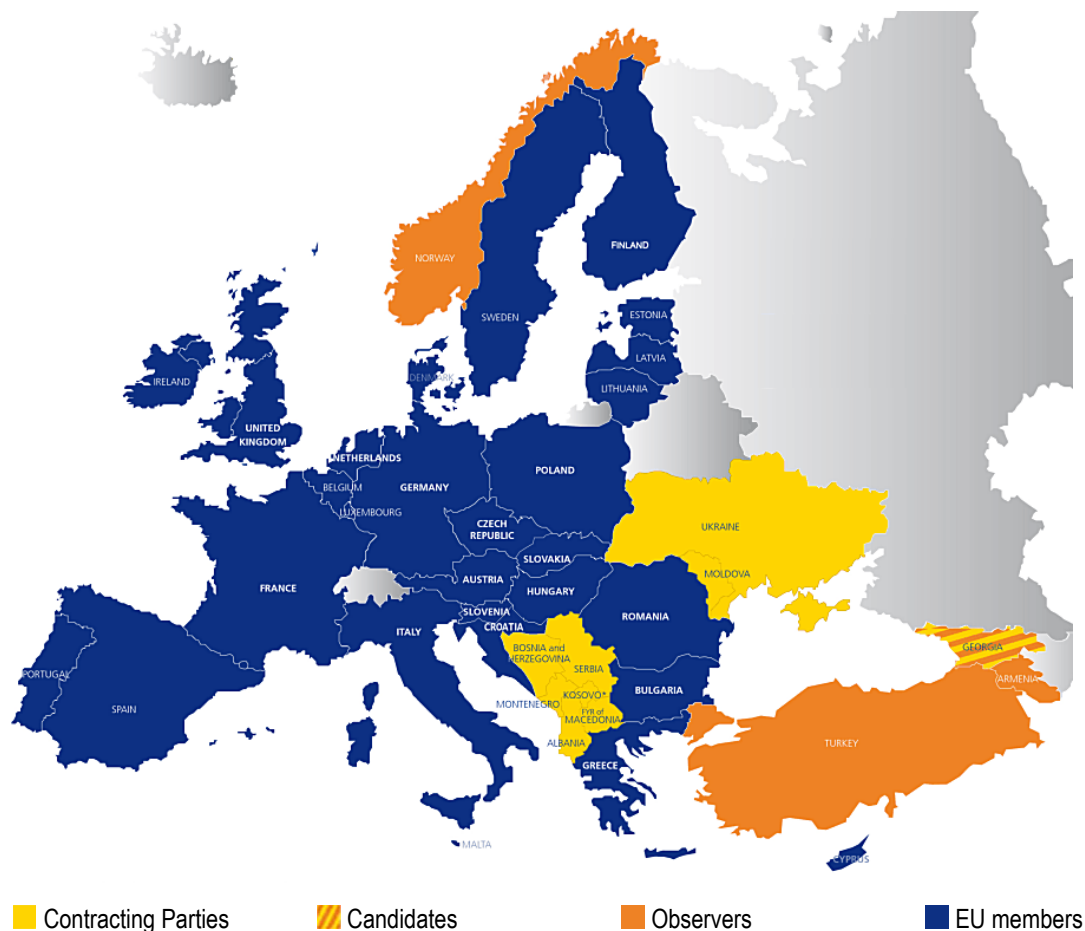 NORWAY
FINLAND
SWEDEN
ESTONIA
LATVIA
LITHUANIA
DENMARK
IRELAND
UNITED
KINGDOM
NETHERLANDS
BELGIUM
LUXEMBOURG
GERMANY
POLAND
CZECH
REPUBLIC
SLOVAKIA
AUSTRIA
HUNGARY
UKRAINE
MOLDOVA
FRANCE
SLOVENIA
CROATIA
ITALY
ROMANIA
BOSNIA and
HERZEGOVINA
SERBIA
KOSOVO*
MONTENEGRO
FYR of
MACEDONIA
ALBANIA
BULGARIA
GREECE
GEORGIA
ARMENIA
TURKEY
PORTUGAL
SPAIN
MALTA
CYPRUS
Contracting Parties
Candidates
Observers
EU members